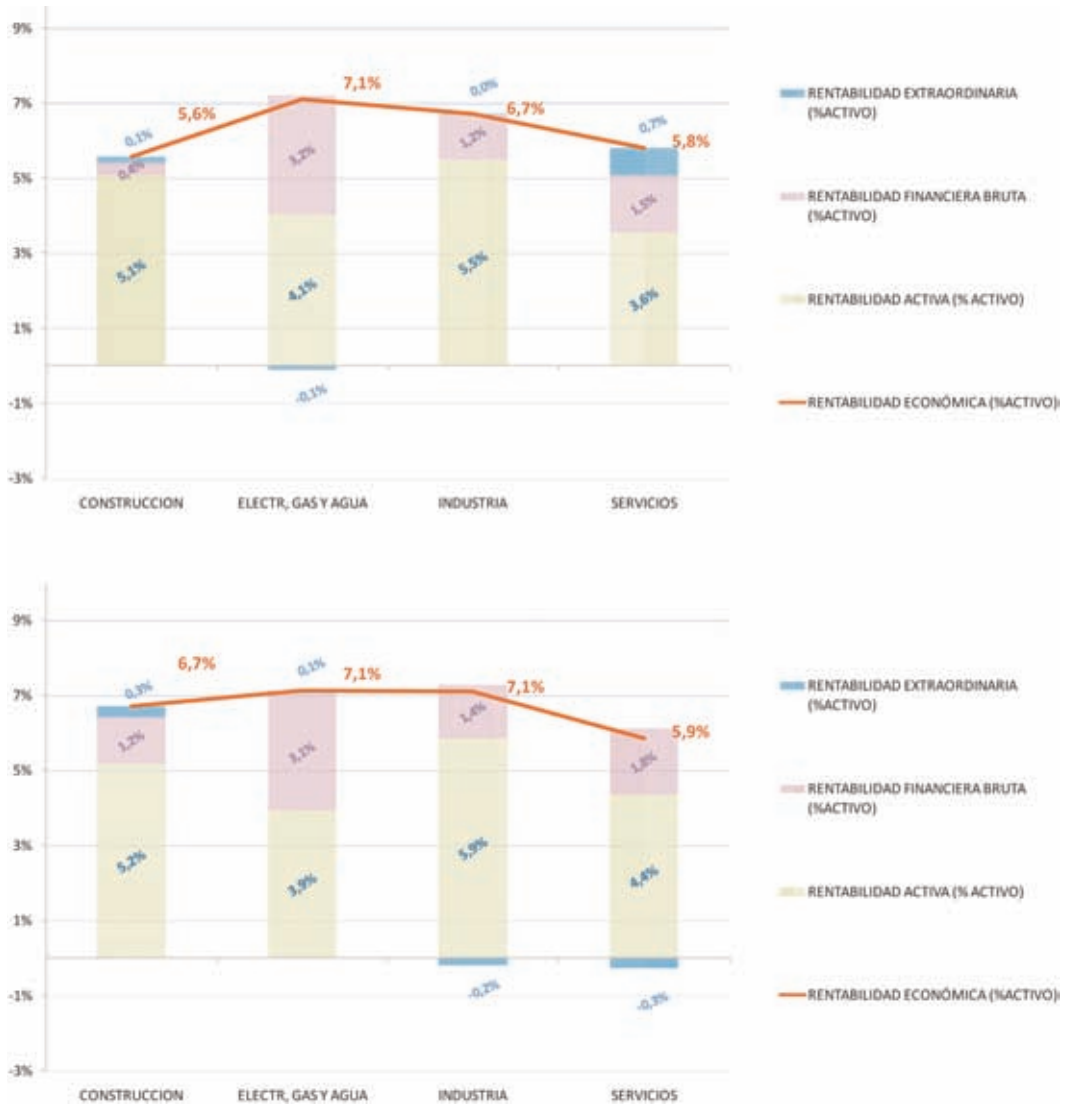 9%
7%
5%
3%
1%
-1%
-3%
0,1%
5,6%
0,4%
5,1%
7,1%
3,2%
4,1%
-0,1%
0,0%
6,7%
1,2%
5,5%
0,7%
5,8%
1,5%
3,6%
CONSTRUCCION
ELECTR, GAS Y AGUA
INDUSTRIA
SERVICIOS
RENTABILIDAD EXTRAORDINARIA
(%ACTIVO)
RENTABILIDAD FINANCIERA BRUTA
(%ACTIVO)
RENTABILIDAD ACTIVA (% ACTIVO)
RENTABILIDAD ECONÓMICA (%ACTIVO)
9%
7%
5%
3%
1%
-1%
-3%
0,3%
6,7%
1,2%
5,2%
0,1%
7,1%
3,1%
3,9%
7,1%
1,4%
5,9%
-0,2%
5,9%
1,8%
4,4%
-0,3%
CONSTRUCCION
ELECTR, GAS Y AGUA
INDUSTRIA
SERVICIOS
RENTABILIDAD EXTRAORDINARIA
(%ACTIVO)
RENTABILIDAD FINANCIERA BRUTA
(%ACTIVO)
RENTABILIDAD ACTIVA (% ACTIVO)
RENTABILIDAD ECONÓMICA (%ACTIVO)